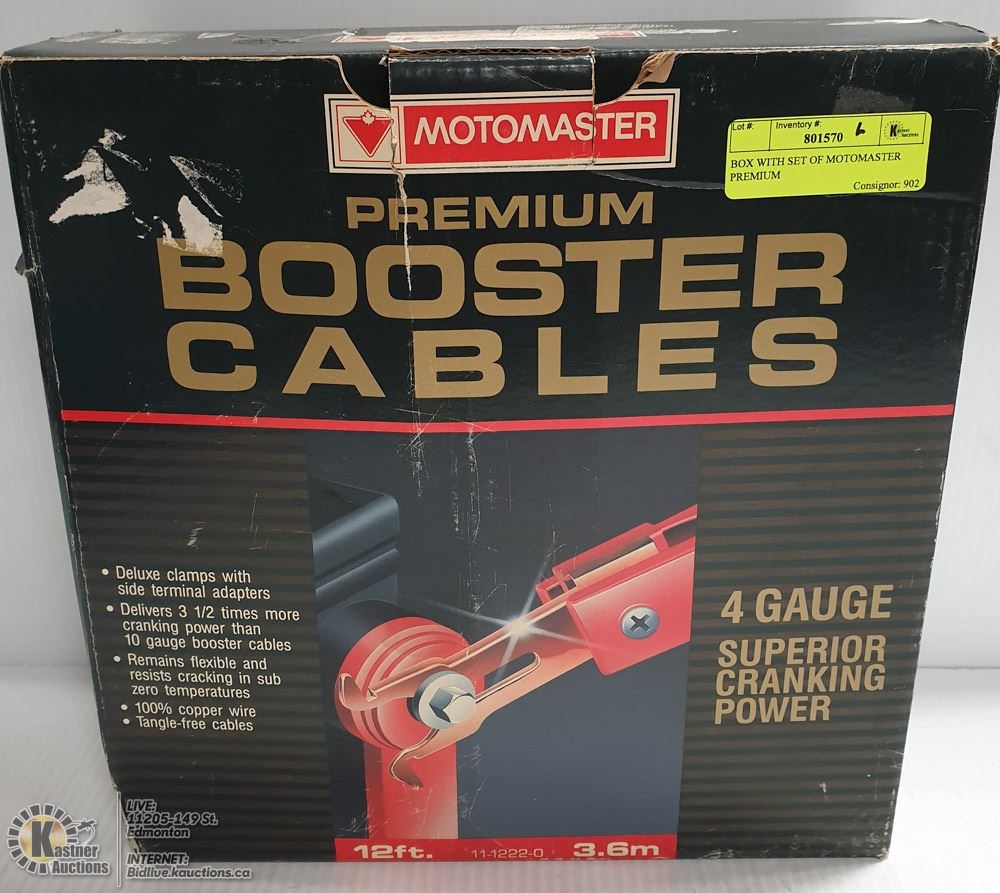 MOTOMASTER
Lot #: Inventory #:
801570 6 Kastner Auctions
BOX WITH SET OF MOTOMASTER
PREMIUM
Consignor: 902
PREMIUM
BOOSTER
CABLES
• Deluxe clamps with
side terminal adapters
• Delivers 3 1/2 times more
cranking power than
10 gauge booster cables
• Remains flexible and
resists cracking in sub
zero temperatures
• 100% copper wire
• Tangle-free cables
4 GAUGE
SUPERIOR
CRANKING
POWER
12ft. 11-1222-0 3.6m
Kastner
Auctions
LIVE:
11205-149 St.
Edmonton
INTERNET:
Bidlive.kauctions.ca